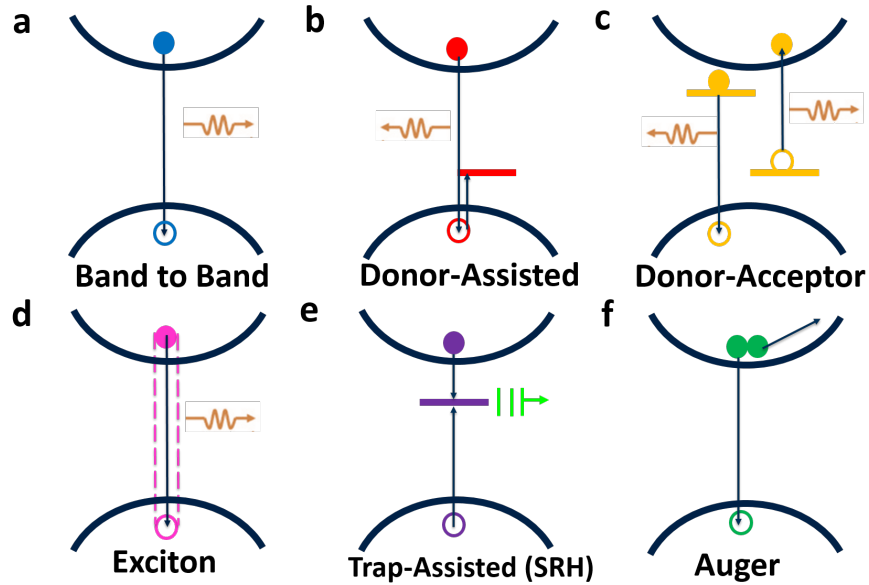 a
b
c
Band to Band
Donor-Assisted
Donor-Acceptor
d
e
f
Exciton
Trap-Assisted (SRH)
Auger